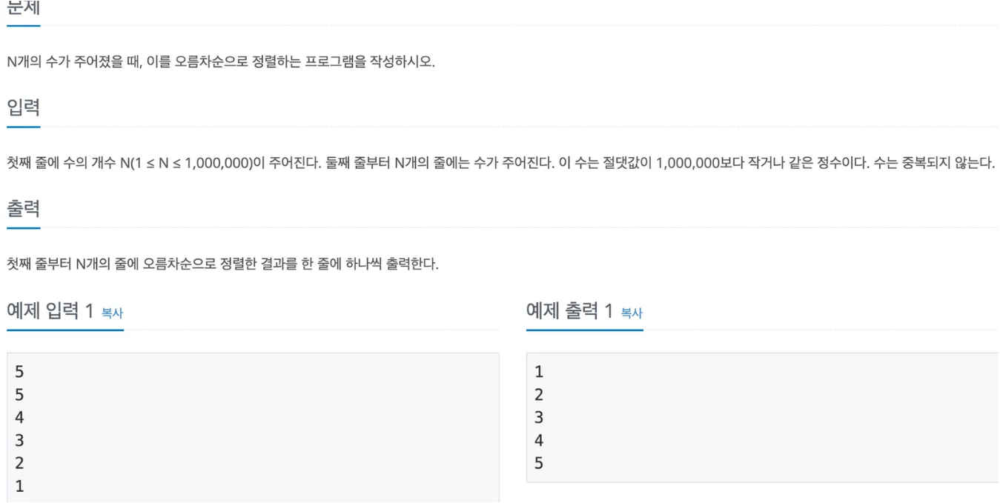 문제
N개의 수가 주어졌을 때, 이를 오름차순으로 정렬하는 프로그램을 작성하시오.
입력
첫째 줄에 수의 개수 N(1 ≤ N ≤ 1,000,000)이 주어진다. 둘째 줄부터 N개의 줄에는 수가 주어진다. 이 수는 절댓값이 1,000,000보다 작거나 같은 정수이다. 수는 중복되지 않는다.
출력
첫째 줄부터 N개의 줄에 오름차순으로 정렬한 결과를 한 줄에 하나씩 출력한다.
예제 입력 1 복사
5
5
4
3
2
1
예제 출력 1 복사
1
2
3
4
5